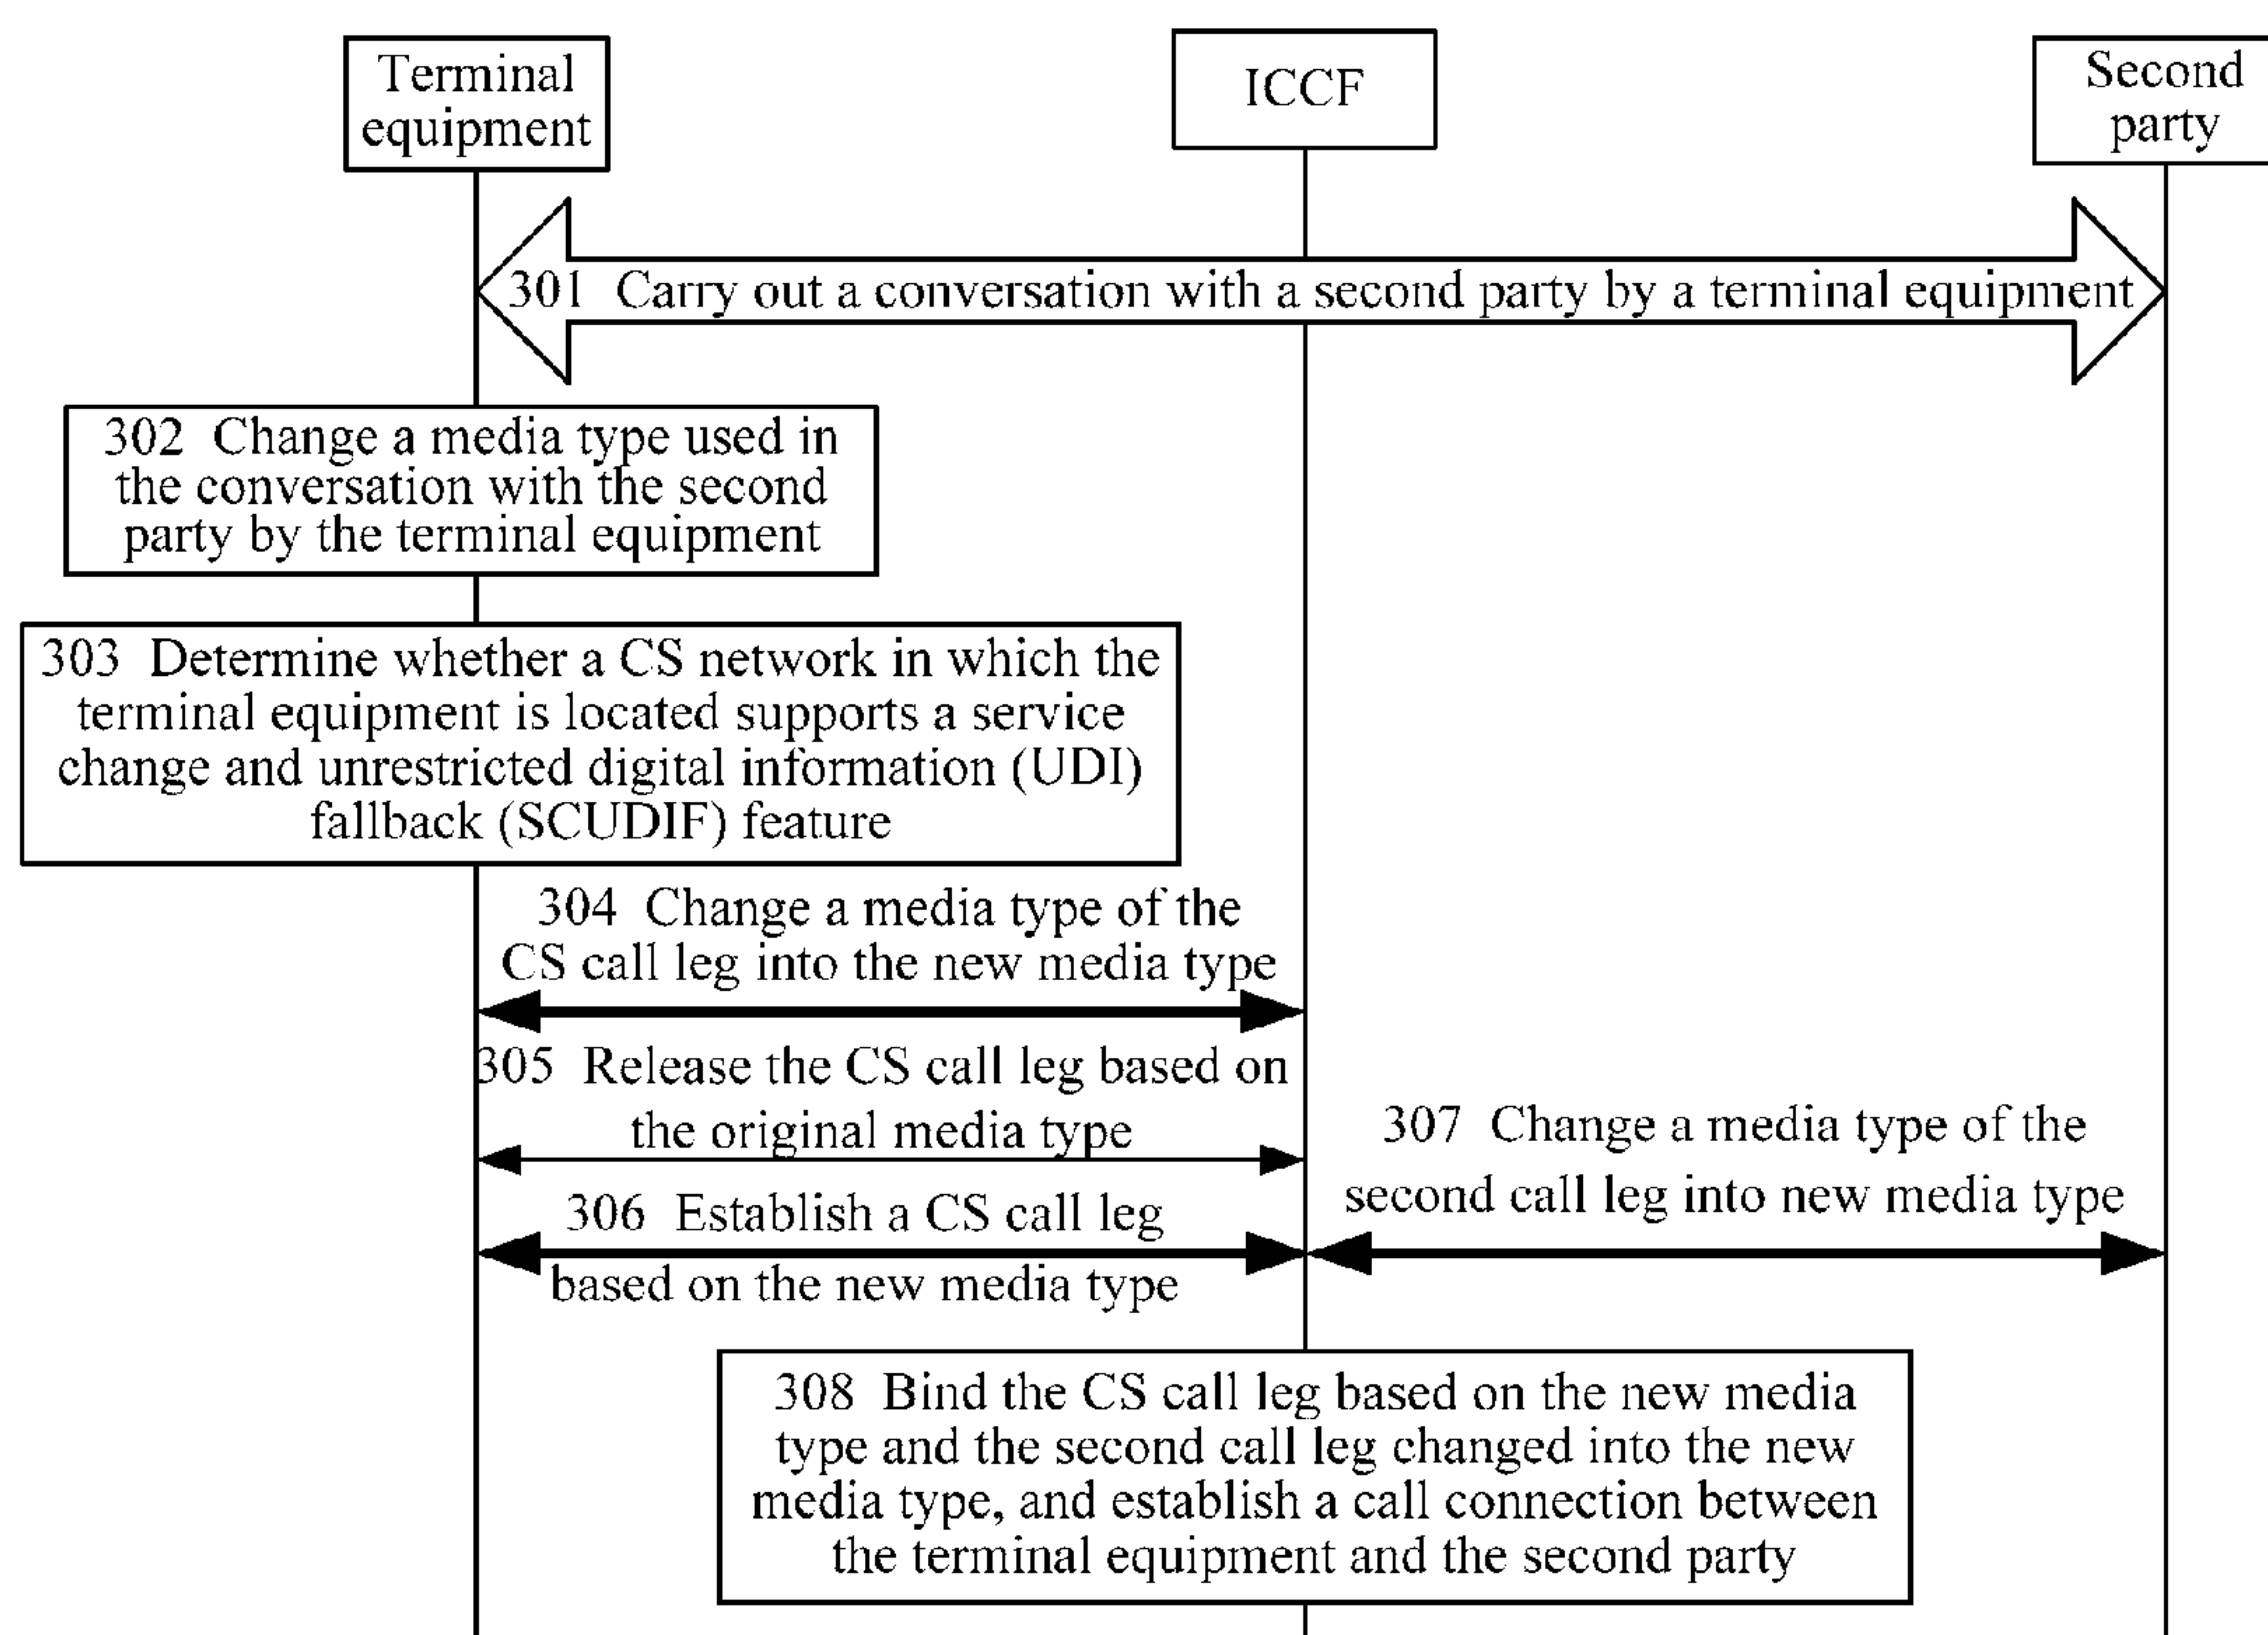 Terminal
equipment
ICCF
Second
party
301 Carry out a conversation with a second party by a terminal equipment
302 Change a media type used in
the conversation with the second
party by the terminal equipment
303 Determine whether a CS network in which the
terminal equipment is located supports a service
change and unrestricted digital information (UDI)
fallback (SCUDIF) feature
304 Change a media type of the
CS call leg into the new media type
305 Release the CS call leg based on
the original media type
306 Establish a CS call leg
based on the new media type
307 Change a media type of the
second call leg into new media type
308 Bind the CS call leg based on the new media
type and the second call leg changed into the new
media type, and establish a call connection between
the terminal equipment and the second party